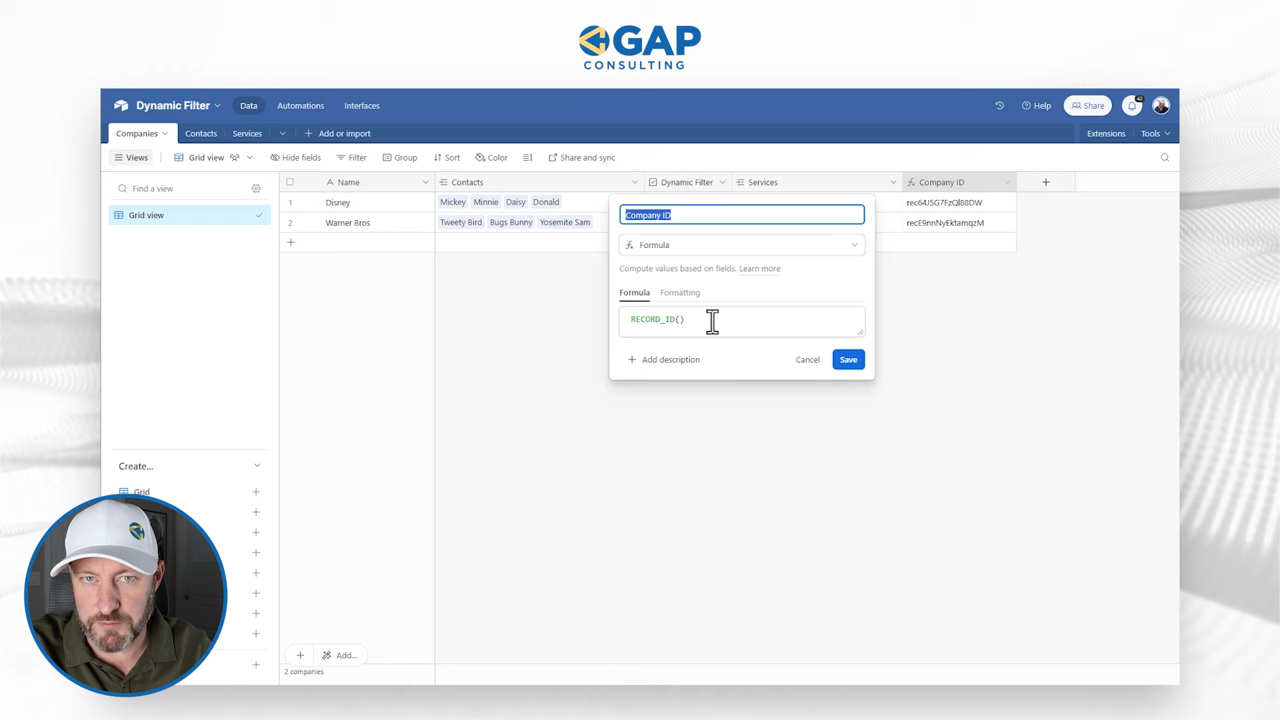 GAP
CONSULTING
Dynamic Filter
Data
Automations
Interfaces
Help
Share
Companies
Contacts
Services
Add or import
Extensions
Tools
Views
Grid view
Hide fields
Filter
Group
Sort
Color
Share and sync
Find a view
Grid view
Name
Contacts
Dynamic Filter
Services
Company ID
1
Disney
Mickey
Minnie
Daisy
Donald
2
Warner Bros
Tweety Bird
Bugs Bunny
Yosemite Sam
recE9nnNyEktamqzM
Company ID
Formula
Compute values based on fields. Learn more
Formula
Formatting
RECORD_ID()
Add description
Cancel
Save
Create...
Grid
Add...
2 companies